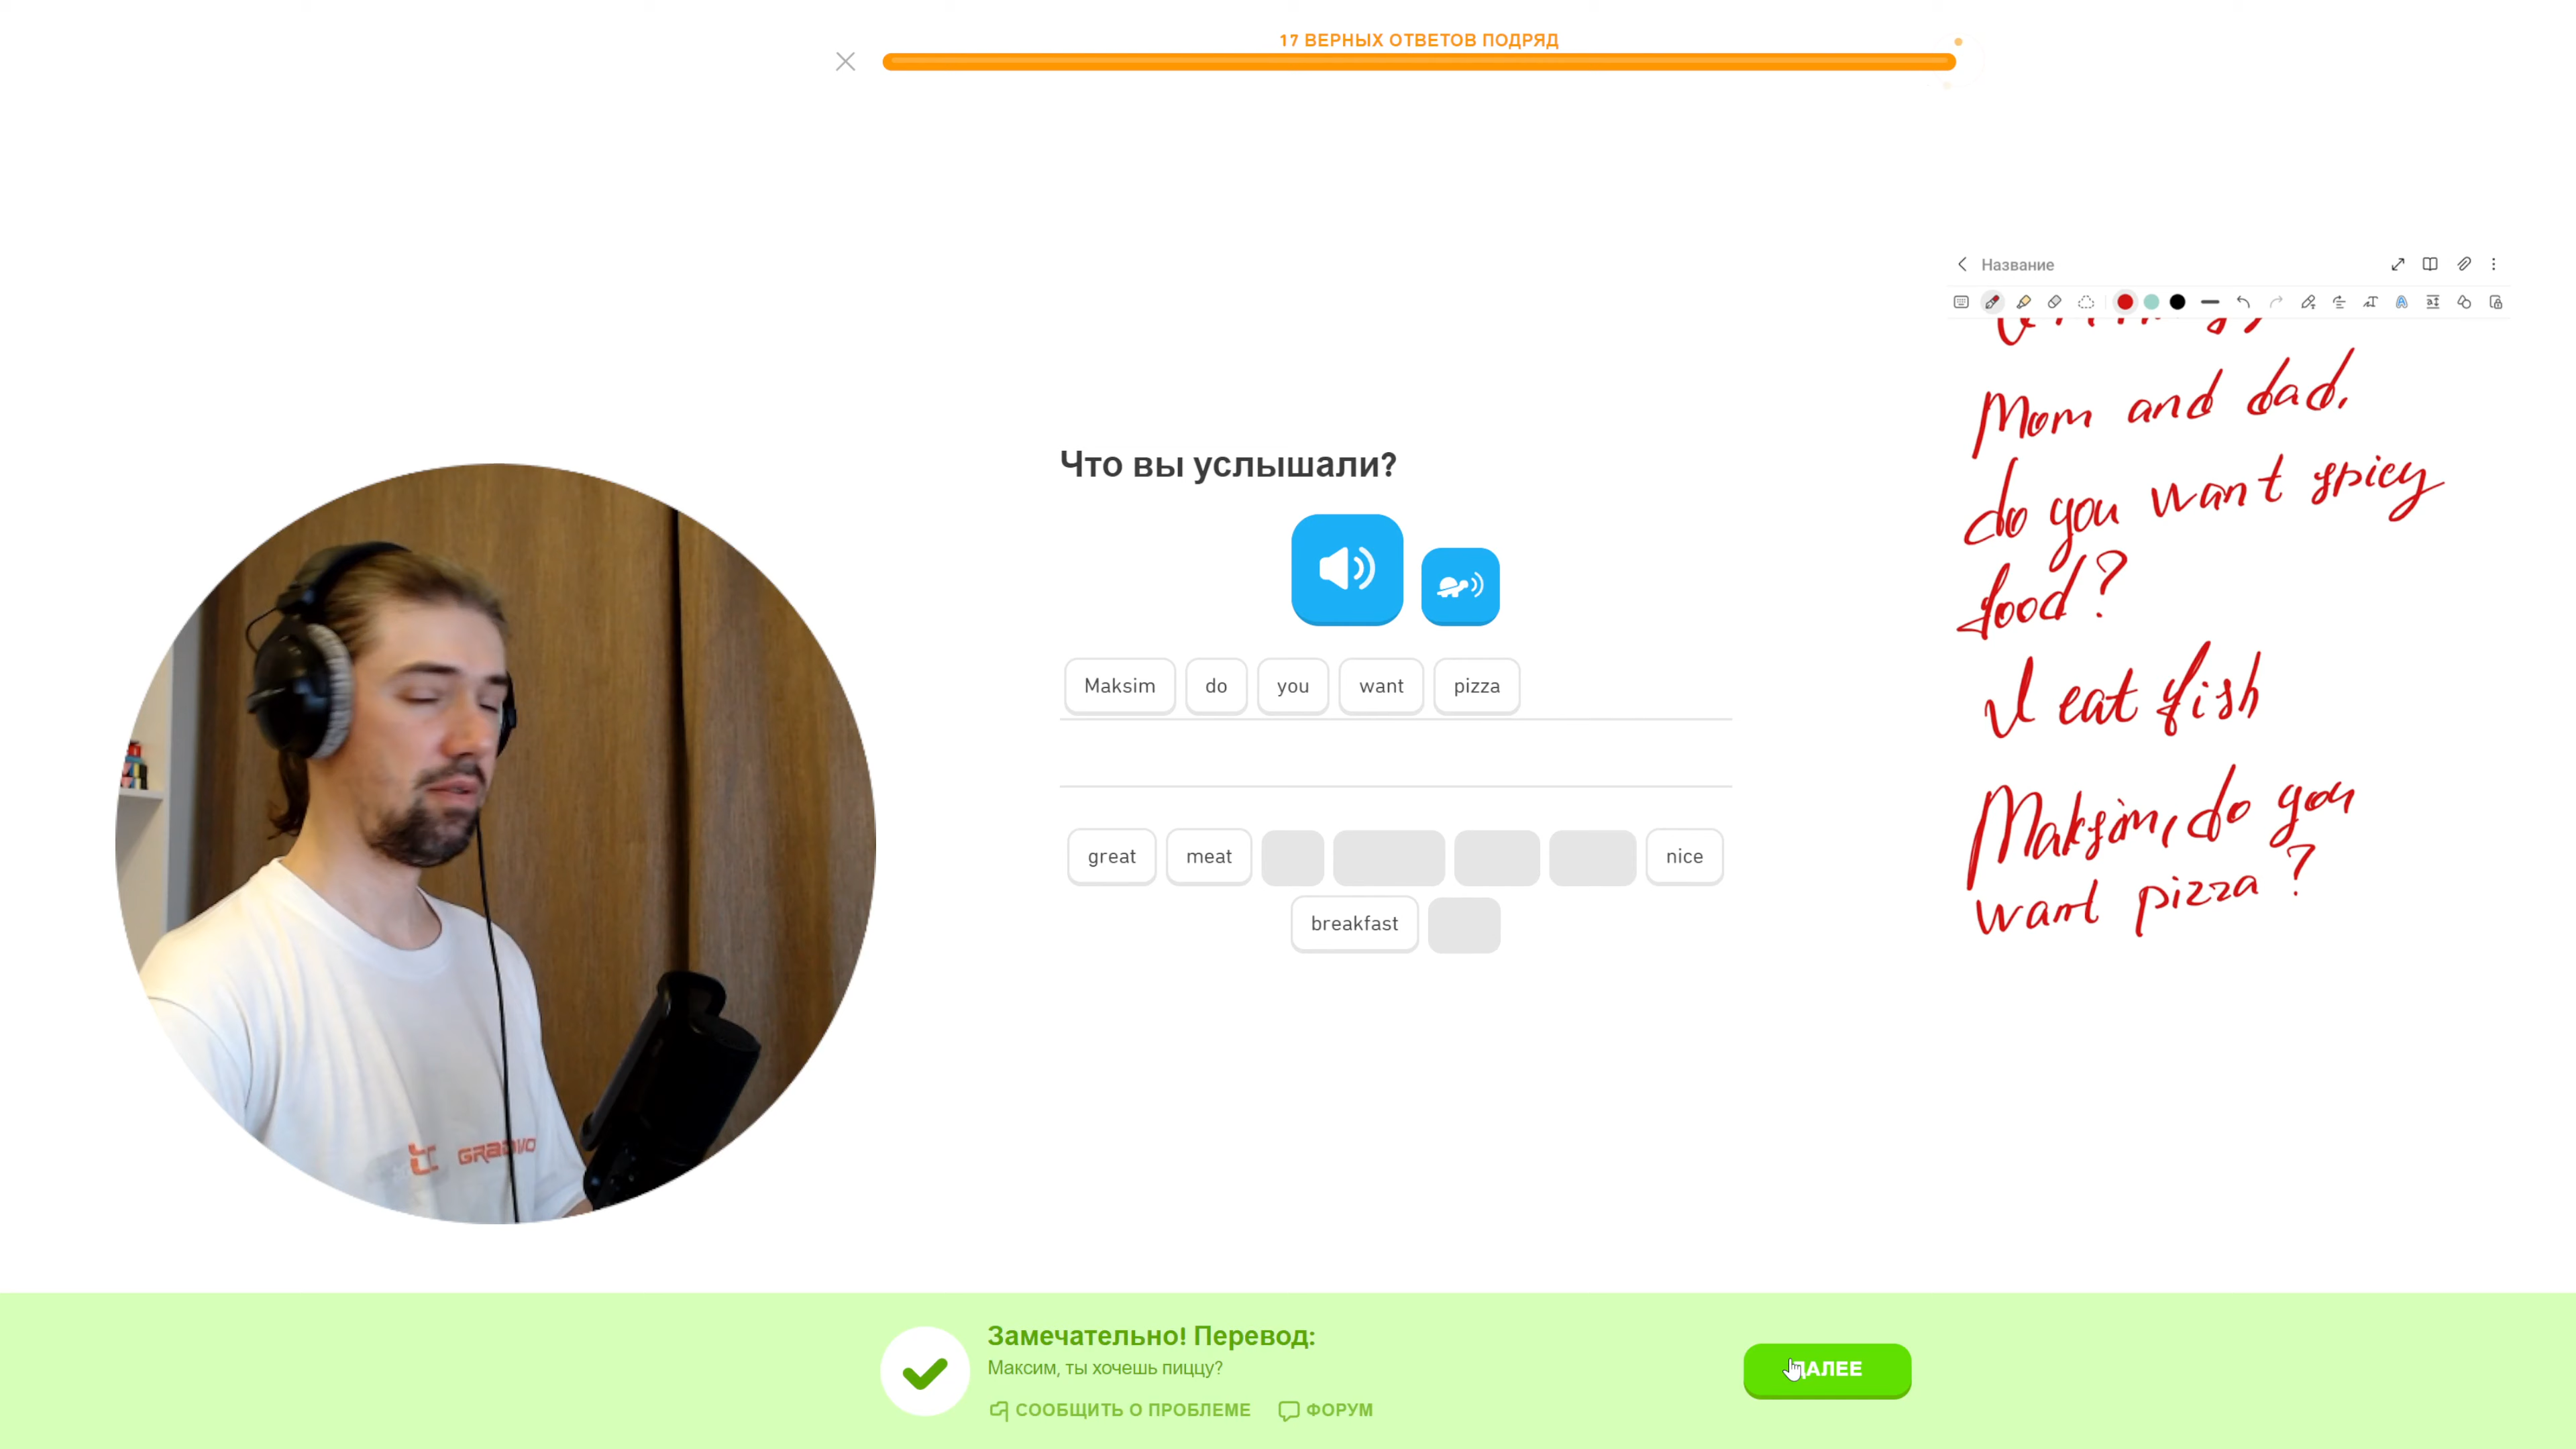 17 ВЕРНЫХ ОТВЕТОВ ПОДРЯД
Название
Mom and dad,
do you want spicy
food?
I eat fish
Maksim, do you
want pizza?
Что вы услышали?
Maksim do you want pizza
great meat nice
breakfast
GRADIVO
Замечательно! Перевод:
Максим, ты хочешь пиццу?
СООБЩИТЬ О ПРОБЛЕМЕ ФОРУМ
ДАЛЕЕ